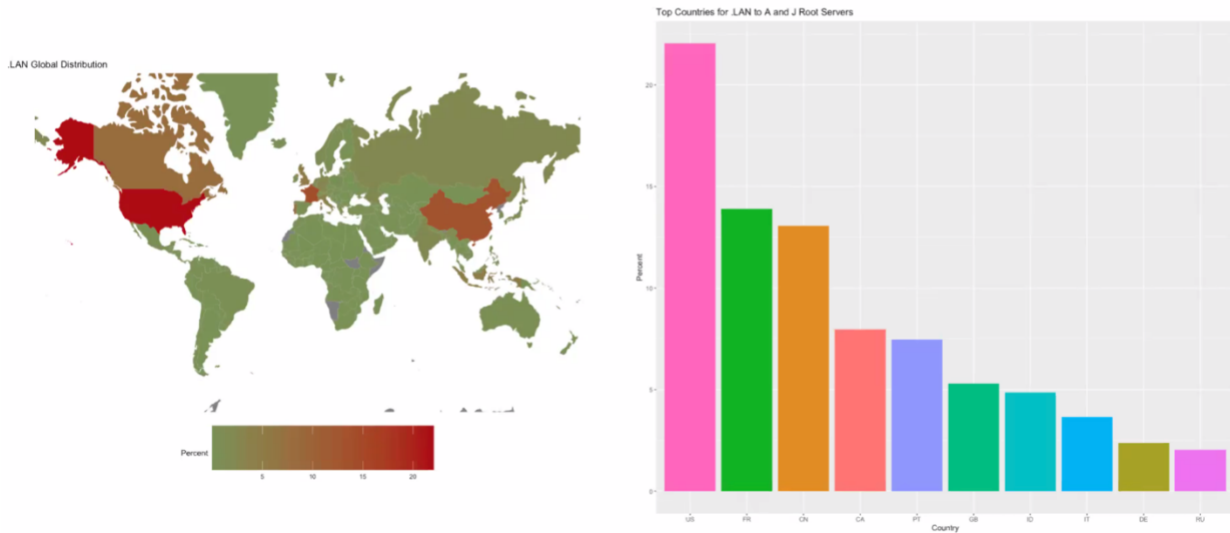 .LAN Global Distribution
Percent
5 10 15 20
Top Countries for .LAN to A and J Root Servers
Percent
20
15
10
5
0
US FR CN CA PT GB ID IT DE RU
Country